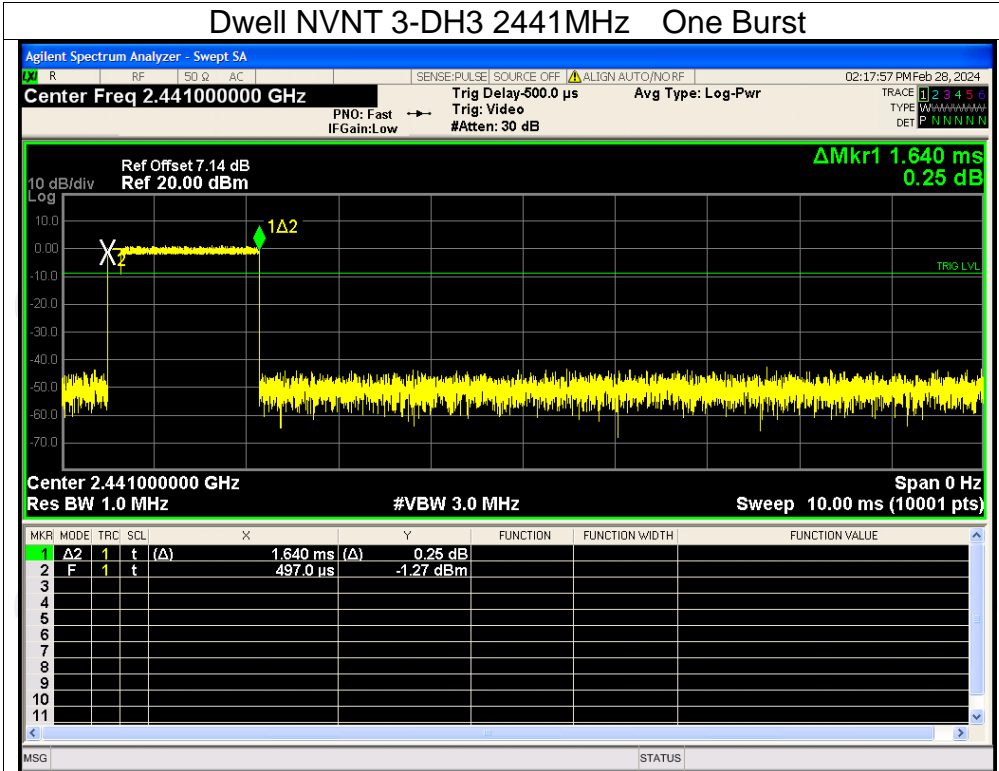 Dwell NVNT 3-DH3 2441MHz One Burst
Agilent Spectrum Analyzer - Swept SA
LXI R RF 50 Ω AC SENSE:PULSE SOURCE OFF ALIGN AUTO/NO RF 02:17:57 PM Feb 28, 2024
Center Freq 2.441000000 GHz Trig Delay-500.0 µs Avg Type: Log-Pwr TRACE 1 2 3 4 5 6
PNO: Fast Trig: Video TYPE WWWWWW
IFGain:Low #Atten: 30 dB DET P N N N N N
ΔMkr1 1.640 ms
0.25 dB
Ref Offset 7.14 dB
10 dB/div Ref 20.00 dBm
Log
10.0
1Δ2
0.00
X2
TRIG LVL
-10.0
-20.0
-30.0
-40.0
-50.0
-60.0
-70.0
Center 2.441000000 GHz Span 0 Hz
Res BW 1.0 MHz #VBW 3.0 MHz Sweep 10.00 ms (10001 pts)
MKR MODE TRC SCL X Y FUNCTION FUNCTION WIDTH FUNCTION VALUE
1 Δ2 1 t (Δ) 1.640 ms (Δ) 0.25 dB
2 F 1 t 497.0 µs -1.27 dBm
3
4
5
6
7
8
9
10
11
MSG STATUS